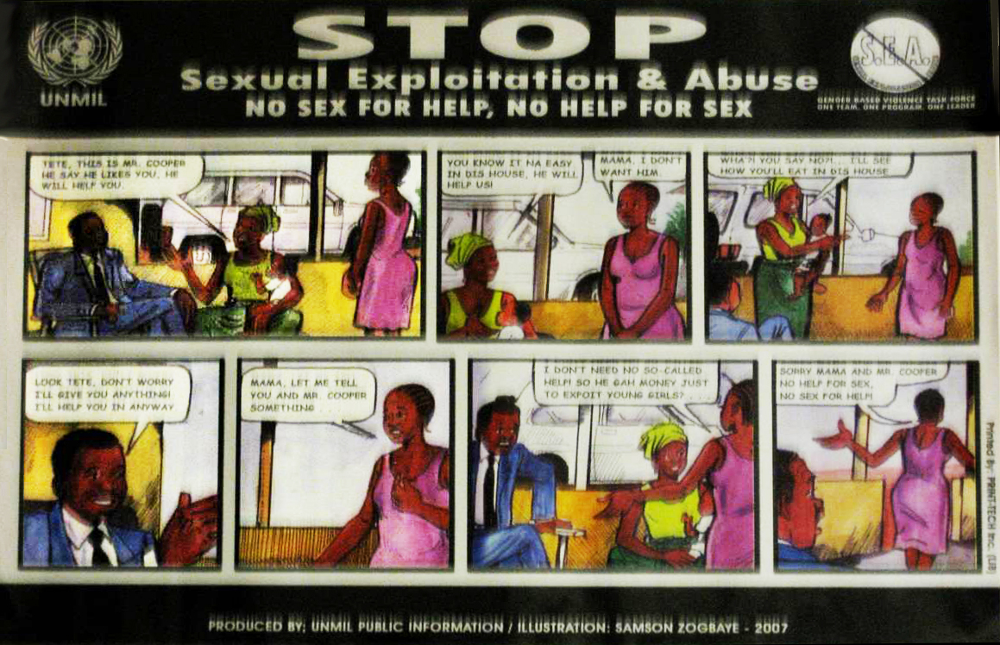 STOP
Sexual Exploitation & Abuse
NO SEX FOR HELP, NO HELP FOR SEX
UNMIL
S.E.A.
GENDER BASED VIOLENCE TASK FORCE
ONE TEAM. ONE PROGRAM. ONE LEADER
TETE, THIS IS MR. COOPER
HE SAY HE LIKES YOU, HE
WILL HELP YOU.
YOU KNOW IT NA EASY
IN DIS HOUSE, HE WILL
HELP US!
MAMA, I DON'T
WANT HIM.
WHA?! YOU SAY NO?!... I'LL SEE
HOW YOU'LL EAT IN DIS HOUSE
LOOK TETE, DON'T WORRY
I'LL GIVE YOU ANYTHING!
I'LL HELP YOU IN ANYWAY.
MAMA, LET ME TELL
YOU AND MR. COOPER
SOMETHING . . .
I DON'T NEED NO SO-CALLED
HELP! SO HE GAH MONEY JUST
TO EXPOIT YOUNG GIRLS? . . .
SORRY MAMA AND MR. COOPER
NO HELP FOR SEX,
NO SEX FOR HELP!
Printed By: PRINT-TECH Inc.
PRODUCED BY: UNMIL PUBLIC INFORMATION / ILLUSTRATION: SAMSON ZOGBAYE - 2007